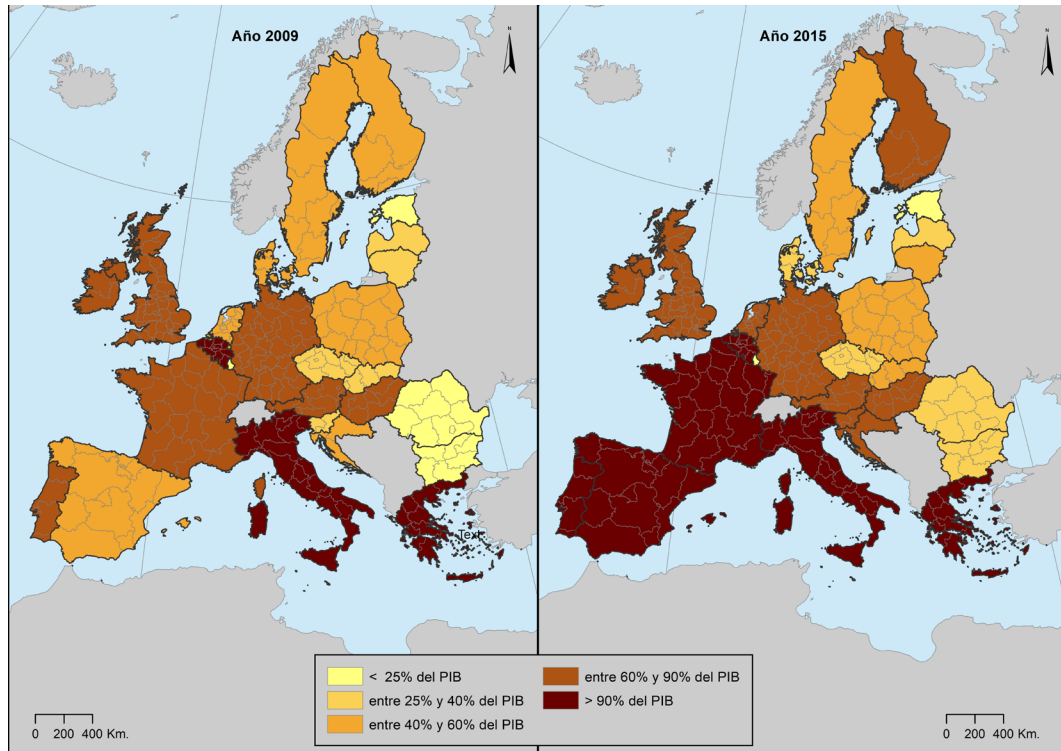 Año 2009
N
Año 2015
N
Text
< 25% del PIB
entre 25% y 40% del PIB
entre 40% y 60% del PIB
entre 60% y 90% del PIB
> 90% del PIB
0 200 400 Km.
0 200 400 Km.